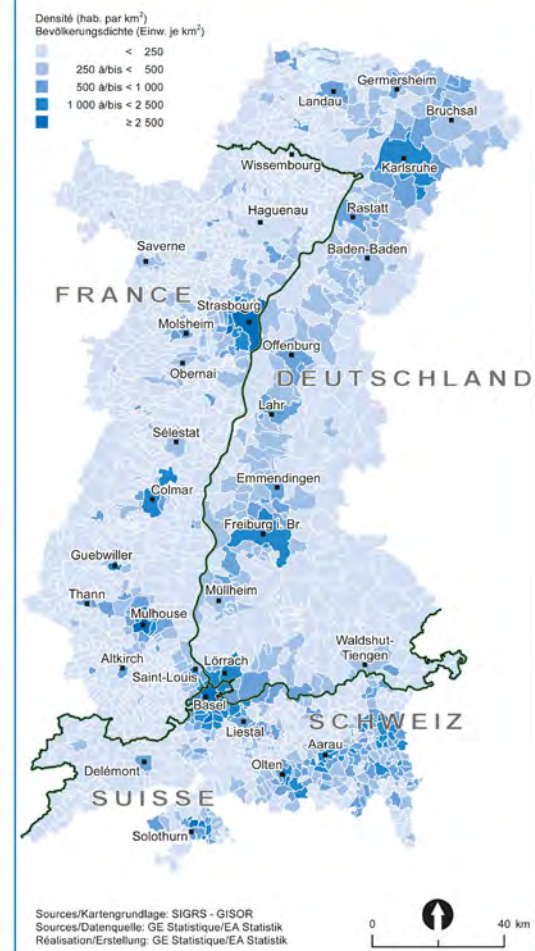 Densité (hab. par km²)
Bevölkerungsdichte (Einw. je km²)
< 250
250 à/bis < 500
500 à/bis < 1 000
1 000 à/bis < 2 500
≥ 2 500
Germersheim
Landau
Bruchsal
Wissembourg
Karlsruhe
Haguenau
Rastatt
Saverne
Baden-Baden
FRANCE
Strasbourg
Molsheim
Offenburg
Obernai
DEUTSCHLAND
Lahr
Sélestat
Emmendingen
Colmar
Freiburg i. Br.
Guebwiller
Thann
Müllheim
Mulhouse
Waldshut-
Tiengen
Altkirch
Lörrach
Saint-Louis
Basel
SCHWEIZ
Liestal
Aarau
Delémont
Olten
SUISSE
Solothurn
Sources/Kartengrundlage: SIGRS - GISOR
Sources/Datenquelle: GE Statistique/EA Statistik
Réalisation/Erstellung: GE Statistique/EA Statistik
0 40 km